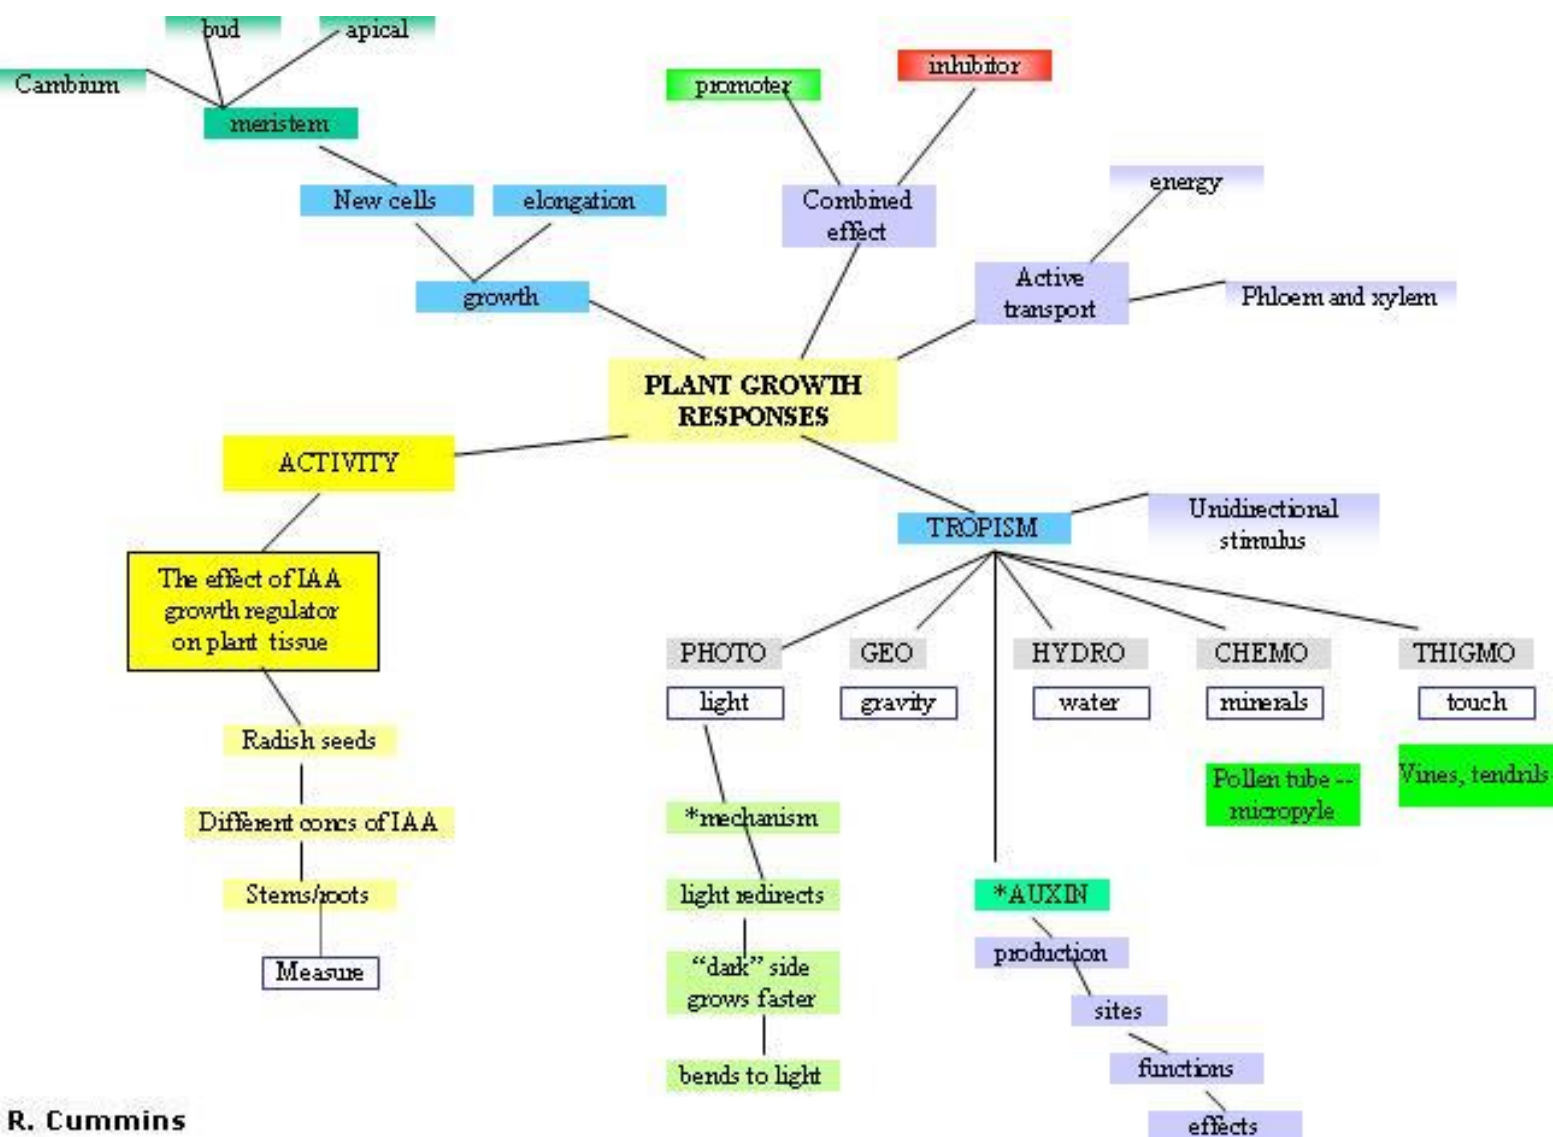 bud
apical
Cambium
meristem
New cells
elongation
growth
promoter
inhibitor
Combined
effect
energy
Active
transport
Phloem and xylem
PLANT GROWTH
RESPONSES
ACTIVITY
The effect of IAA
growth regulator
on plant tissue
Radish seeds
Different concs of IAA
Stems/roots
Measure
TROPISM
Unidirectional
stimulus
PHOTO
GEO
HYDRO
CHEMO
THIGMO
light
gravity
water
minerals
touch
Pollen tube --
micropyle
Vines, tendrils
*mechanism
light redirects
“dark” side
grows faster
bends to light
*AUXIN
production
sites
functions
effects
R. Cummins